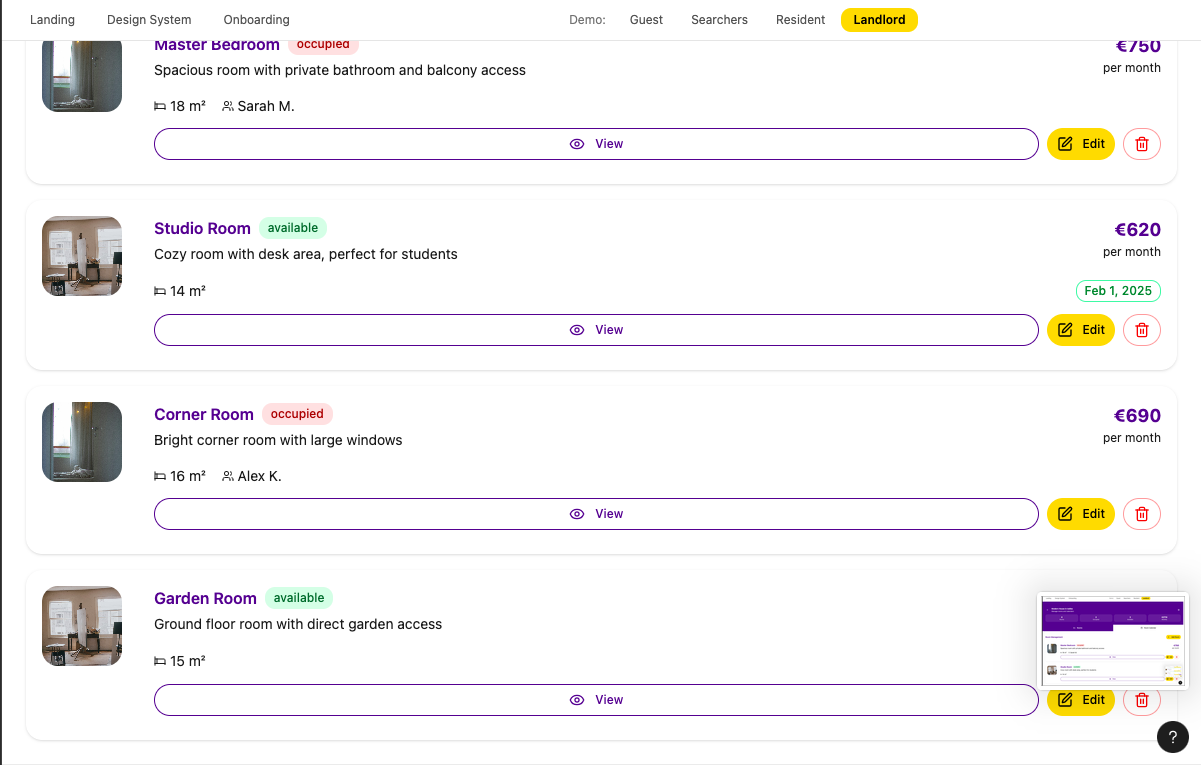 Landing Design System Onboarding Demo: Guest Searchers Resident Landlord
Master Bedroom occupied €750
Spacious room with private bathroom and balcony access per month
18 m² Sarah M.
View Edit
Studio Room available €620
Cozy room with desk area, perfect for students per month
14 m² Feb 1, 2025
View Edit
Corner Room occupied €690
Bright corner room with large windows per month
16 m² Alex K.
View Edit
Garden Room available
Ground floor room with direct garden access
15 m²
View Edit
?